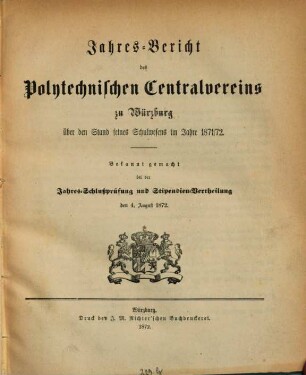 Jahres-Bericht
des
Polytechnischen Centralvereins
zu Würzburg
über den Stand seines Schulwesens im Jahre 1871/72.
Bekannt gemacht
bei der
Jahres-Schlußprüfung und Stipendien-Vertheilung
den 4. August 1872.
Würzburg.
Druck der J. M. Richter'schen Buchdruckerei.
1872.